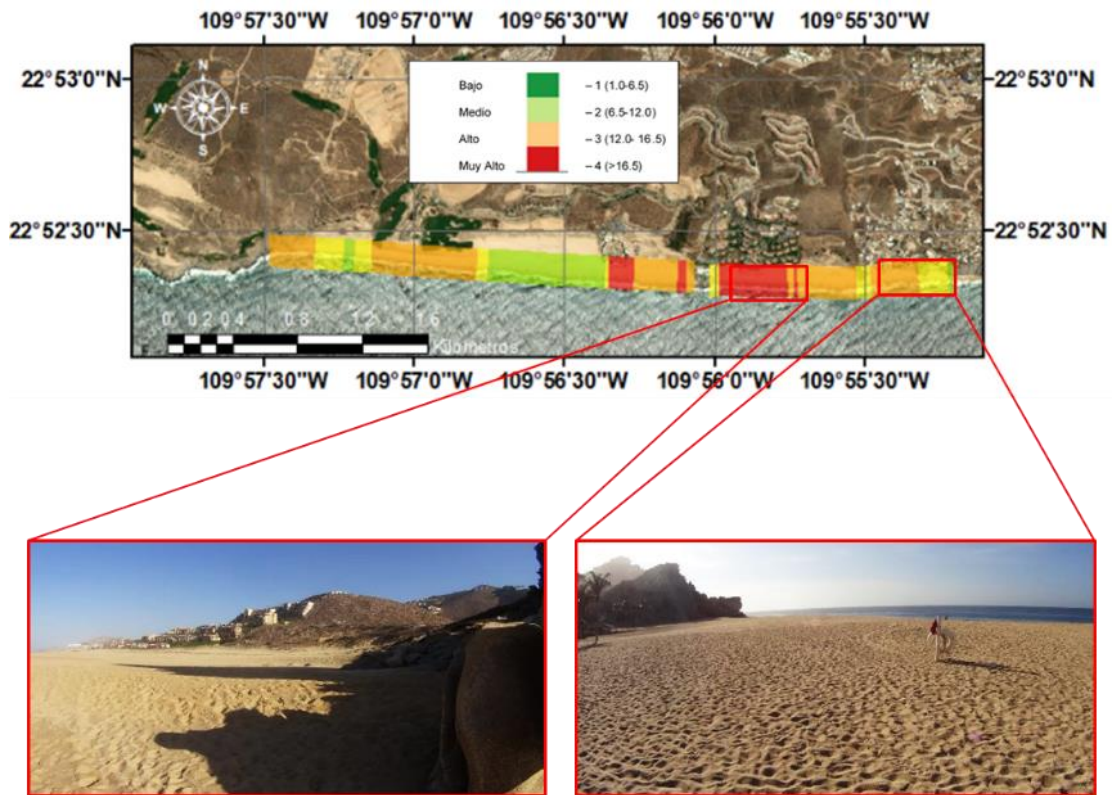 109°57'30"W 109°57'0"W 109°56'30"W 109°56'0"W 109°55'30"W
22°53'0"N 22°53'0"N
N
W E
S
Bajo – 1 (1.0-6.5)
Medio – 2 (6.5-12.0)
Alto – 3 (12.0- 16.5)
Muy Alto – 4 (>16.5)
22°52'30"N 22°52'30"N
0 0.2 0.4 0.8 1.2 1.6
Kilometros
109°57'30"W 109°57'0"W 109°56'30"W 109°56'0"W 109°55'30"W